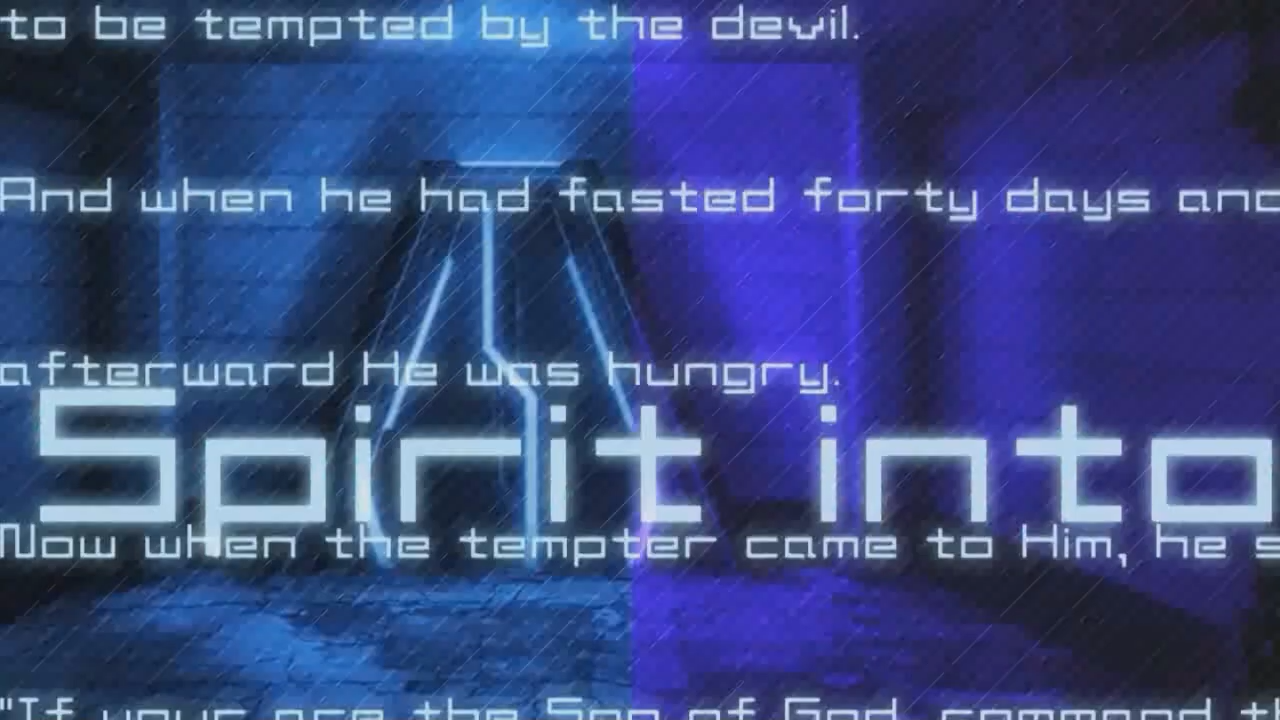 to be tempted by the devil.
And when he had fasted forty days and
afterward He was hungry.
Spirit into
Now when the tempter came to Him, he s
"If your are the Son of God, command th